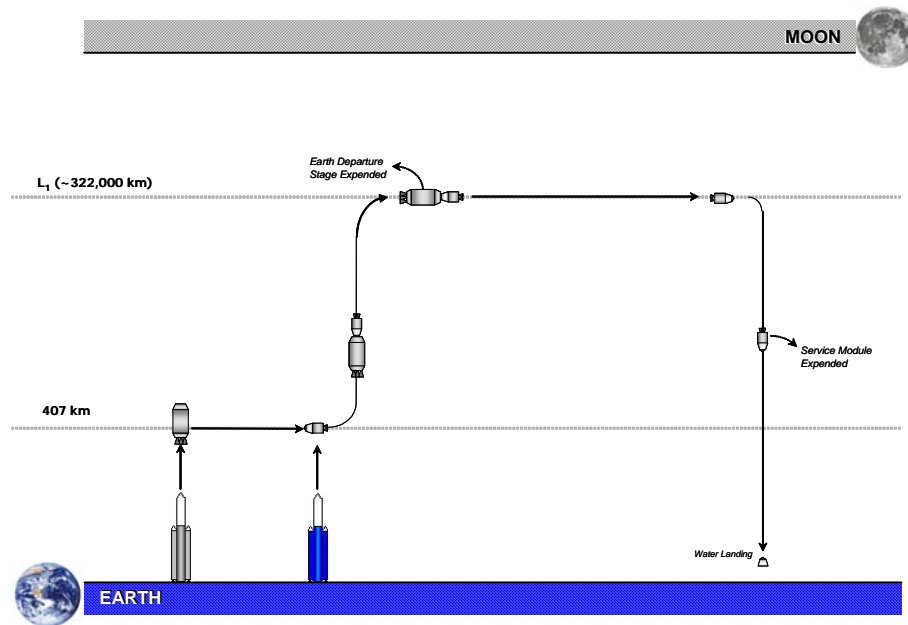 MOON
Earth Departure
Stage Expended
L1 (~322,000 km)
Service Module
Expended
407 km
Water Landing
EARTH